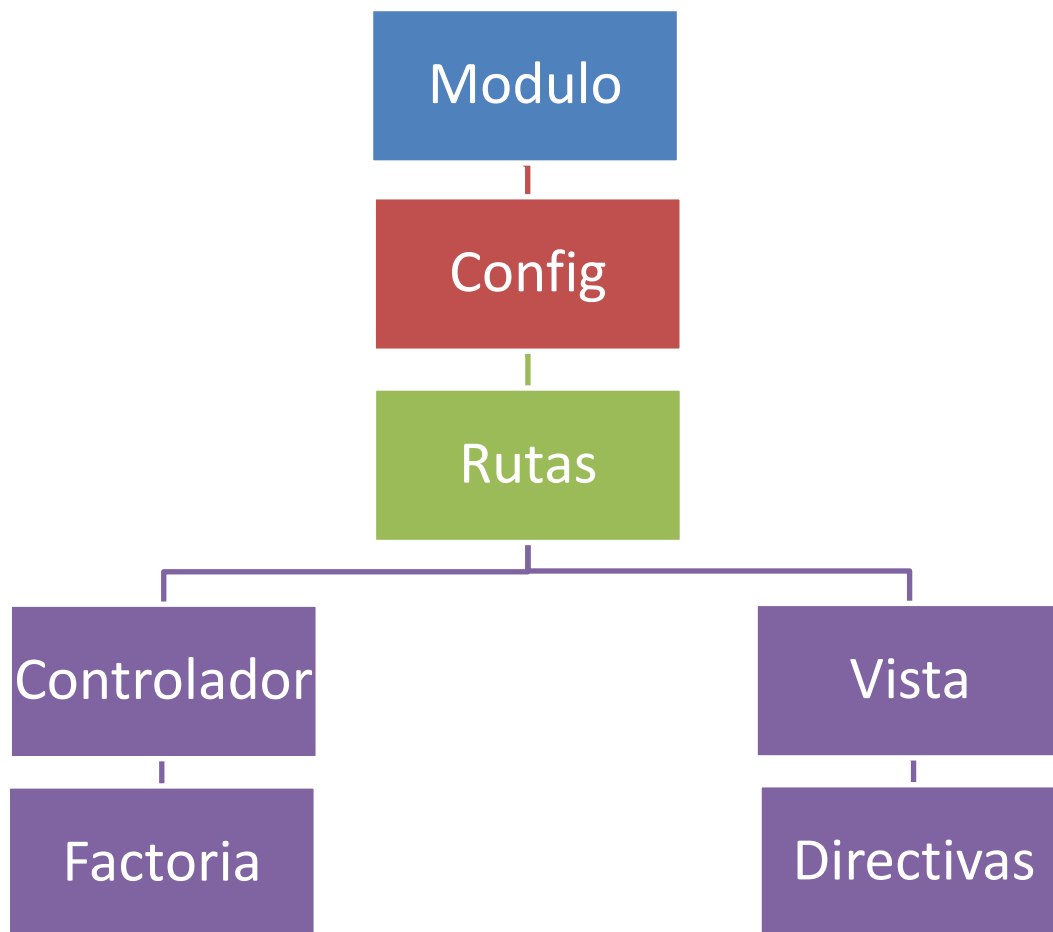 Modulo
Config
Rutas
Controlador
Vista
Factoria
Directivas